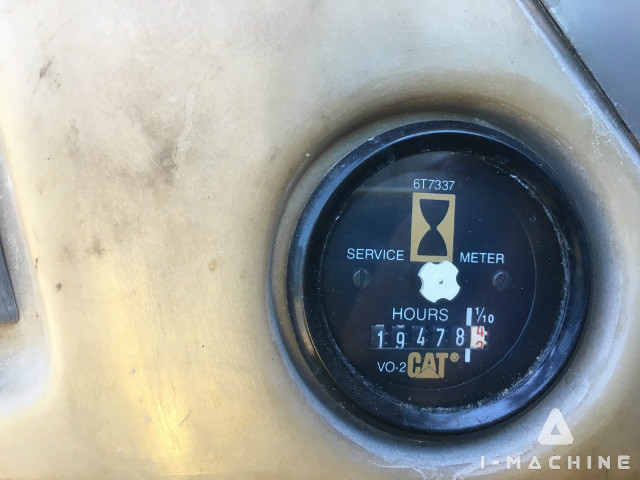 6T7337
SERVICE METER
HOURS 1/10
19478
VO-2 CAT®
I-MACHINE